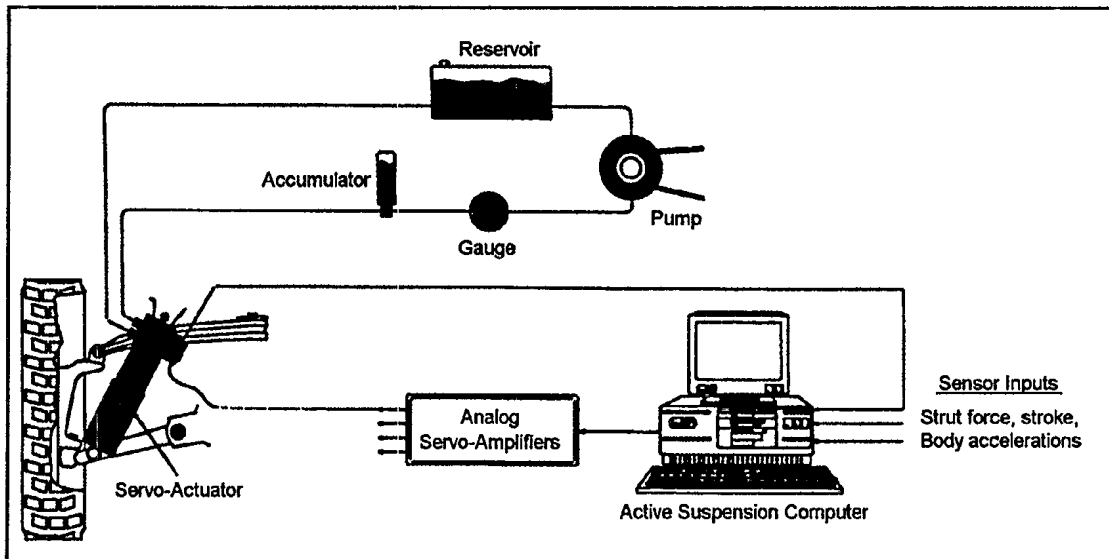 Reservoir
Accumulator
Gauge
Pump
Servo-Actuator
Analog
Servo-Amplifiers
Active Suspension Computer
Sensor Inputs
Strut force, stroke,
Body accelerations